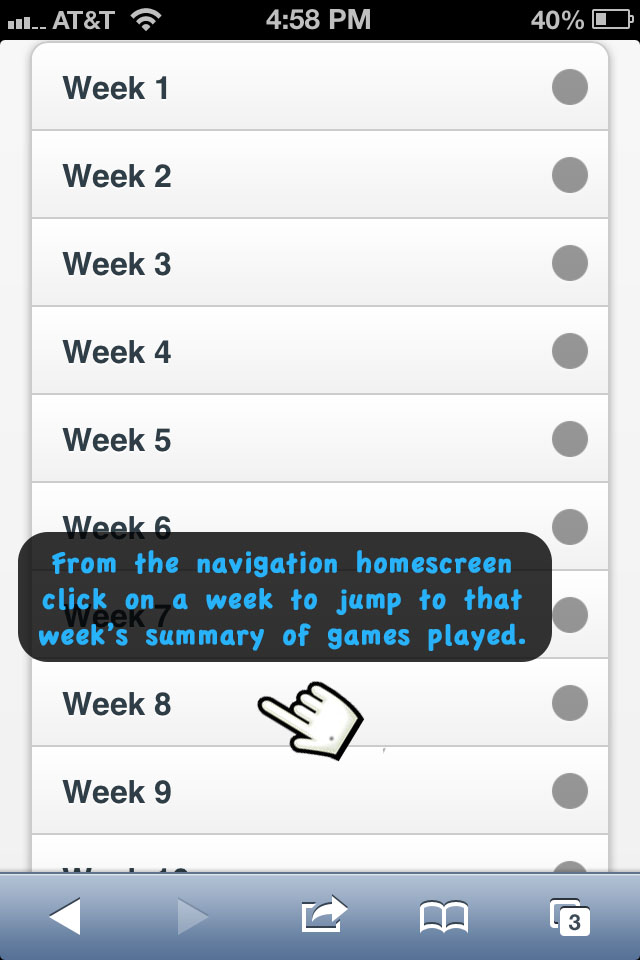 AT&T 4:58 PM 40%
Week 1
Week 2
Week 3
Week 4
Week 5
Week 6
From the navigation homescreen
click on a week to jump to that
Week 7
week's summary of games played.
Week 8
Week 9
Week 10
3